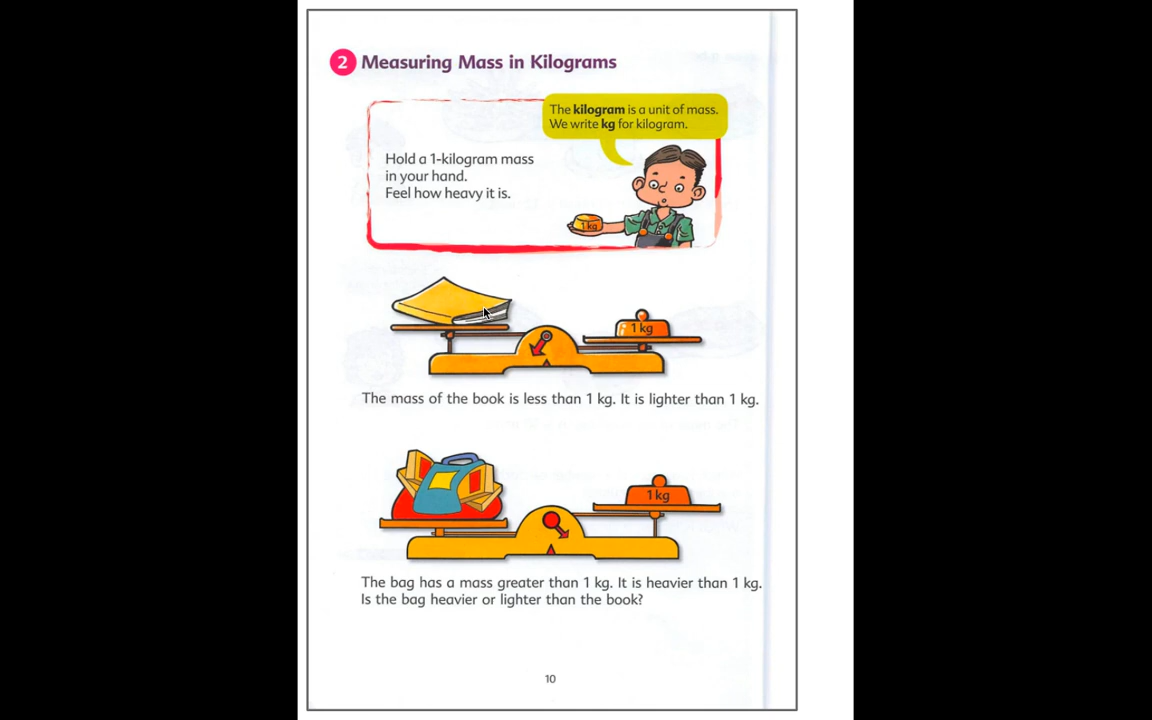 2 Measuring Mass in Kilograms
The kilogram is a unit of mass.
We write kg for kilogram.
Hold a 1-kilogram mass
in your hand.
Feel how heavy it is.
1 kg
1 kg
The mass of the book is less than 1 kg. It is lighter than 1 kg.
1 kg
The bag has a mass greater than 1 kg. It is heavier than 1 kg.
Is the bag heavier or lighter than the book?
10